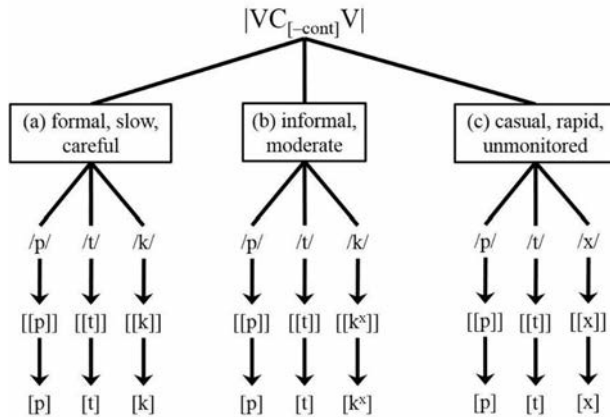 |VC[–cont]V|
(a) formal, slow,
careful
(b) informal,
moderate
(c) casual, rapid,
unmonitored
/p/ /t/ /k/ /p/ /t/ /k/ /p/ /t/ /x/
[[p]] [[t]] [[k]] [[p]] [[t]] [[kˣ]] [[p]] [[t]] [[x]]
[p] [t] [k] [p] [t] [kˣ] [p] [t] [x]